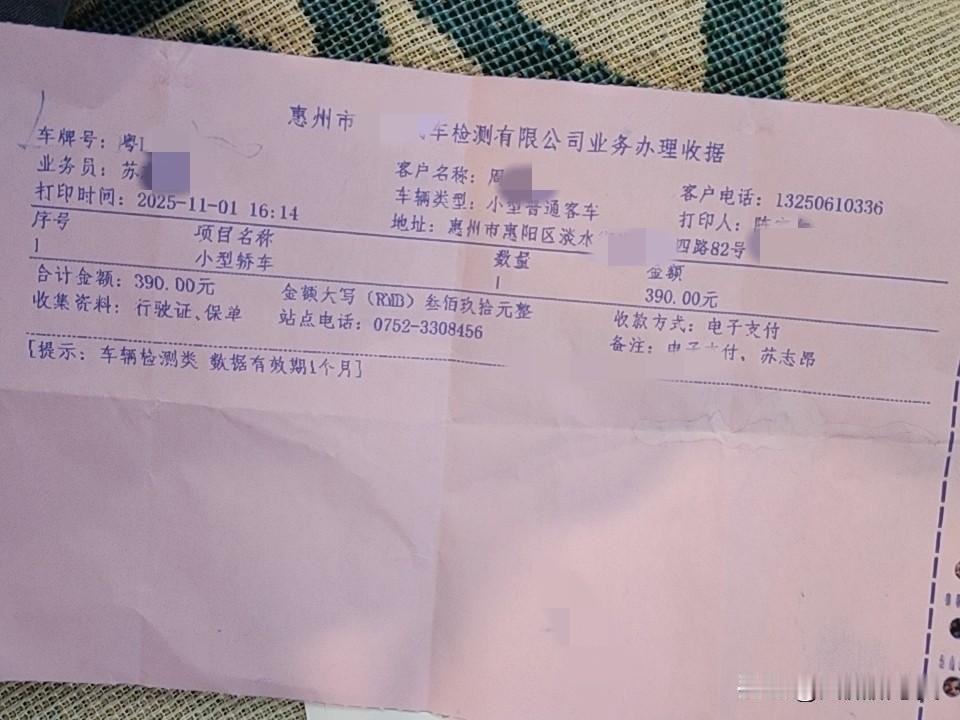 惠州市 车检测有限公司业务办理收据
车牌号：粤
业务员：苏 客户名称：周 客户电话：13250610336
打印时间：2025-11-01 16:14 车辆类型：小型普通客车 打印人：陈
地址：惠州市惠阳区淡水 四路82号
序号 项目名称 数量 金额
1 小型轿车 1 390.00元
合计金额：390.00元 金额大写（RMB）叁佰玖拾元整 收款方式：电子支付
收集资料：行驶证、保单 站点电话：0752-3308456 备注：电子支付、苏志昂
[提示：车辆检测类 数据有效期1个月]